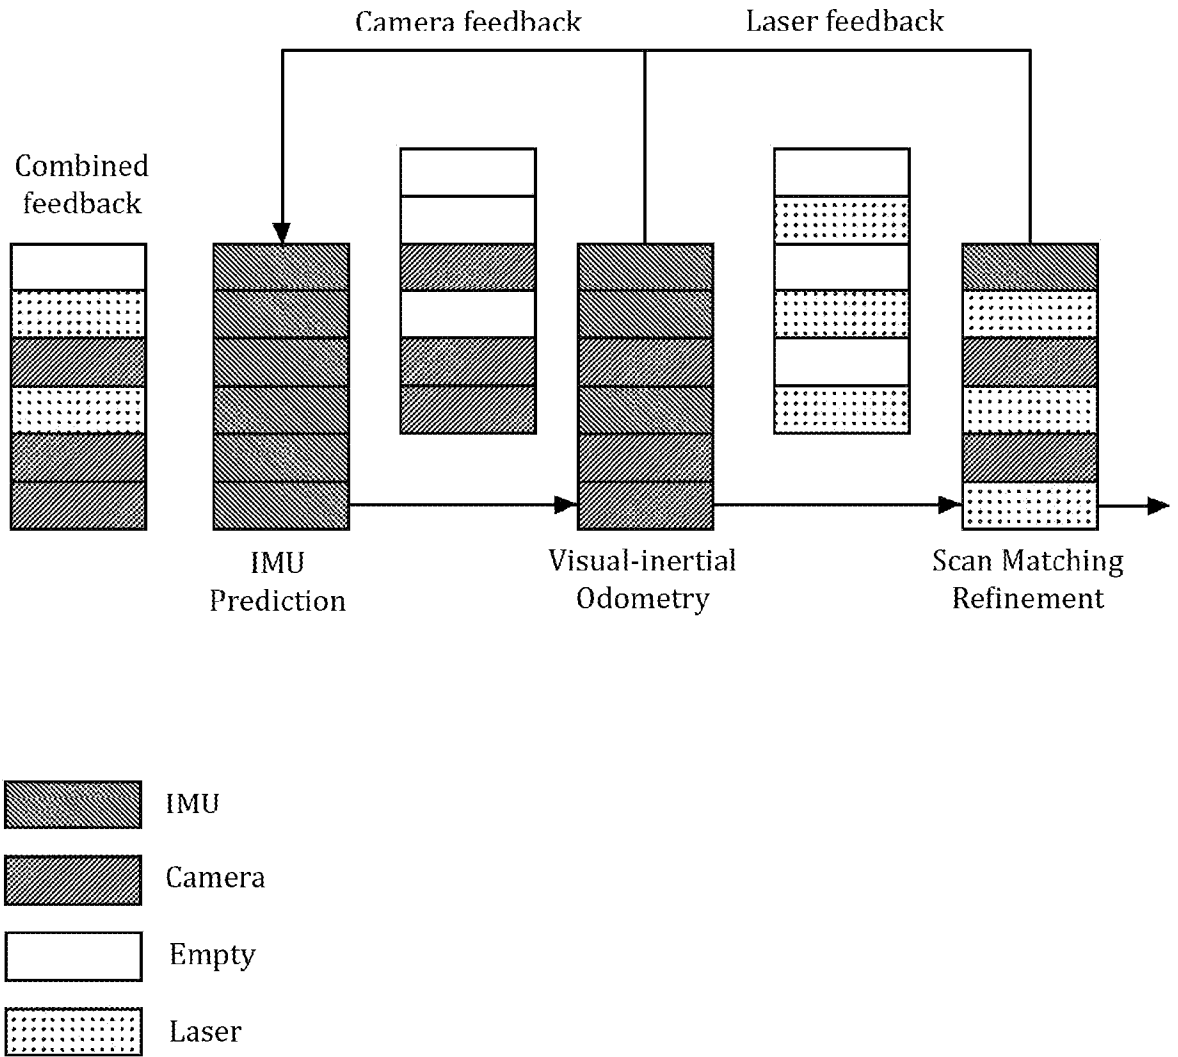 Camera feedback
Laser feedback
Combined
feedback
IMU
Prediction
Visual-inertial
Odometry
Scan Matching
Refinement
IMU
Camera
Empty
Laser